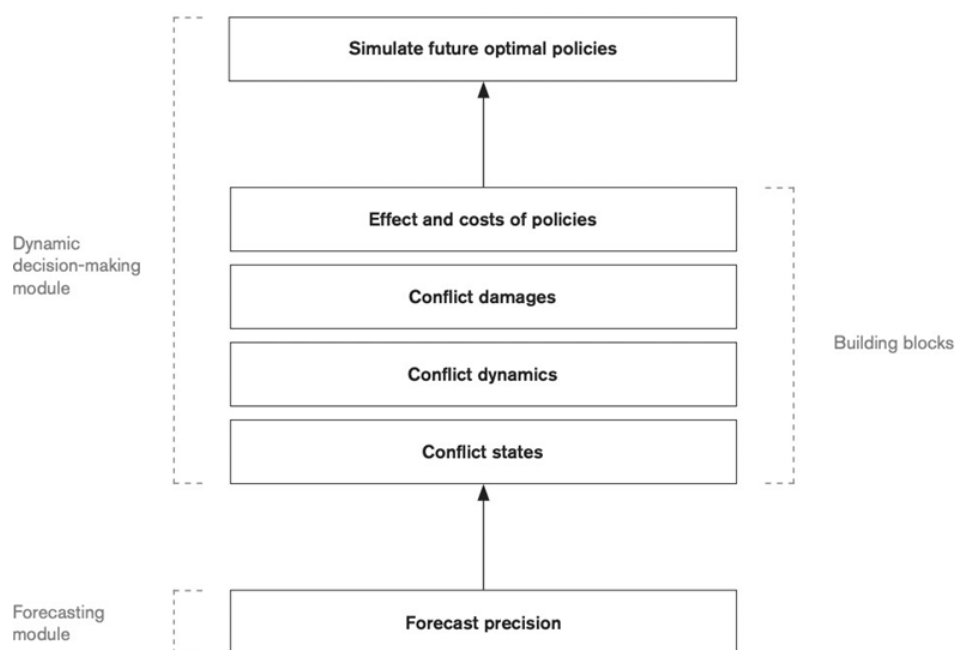 Simulate future optimal policies
Effect and costs of policies
Dynamic
decision-making
module
Conflict damages
Building blocks
Conflict dynamics
Conflict states
Forecasting
module
Forecast precision